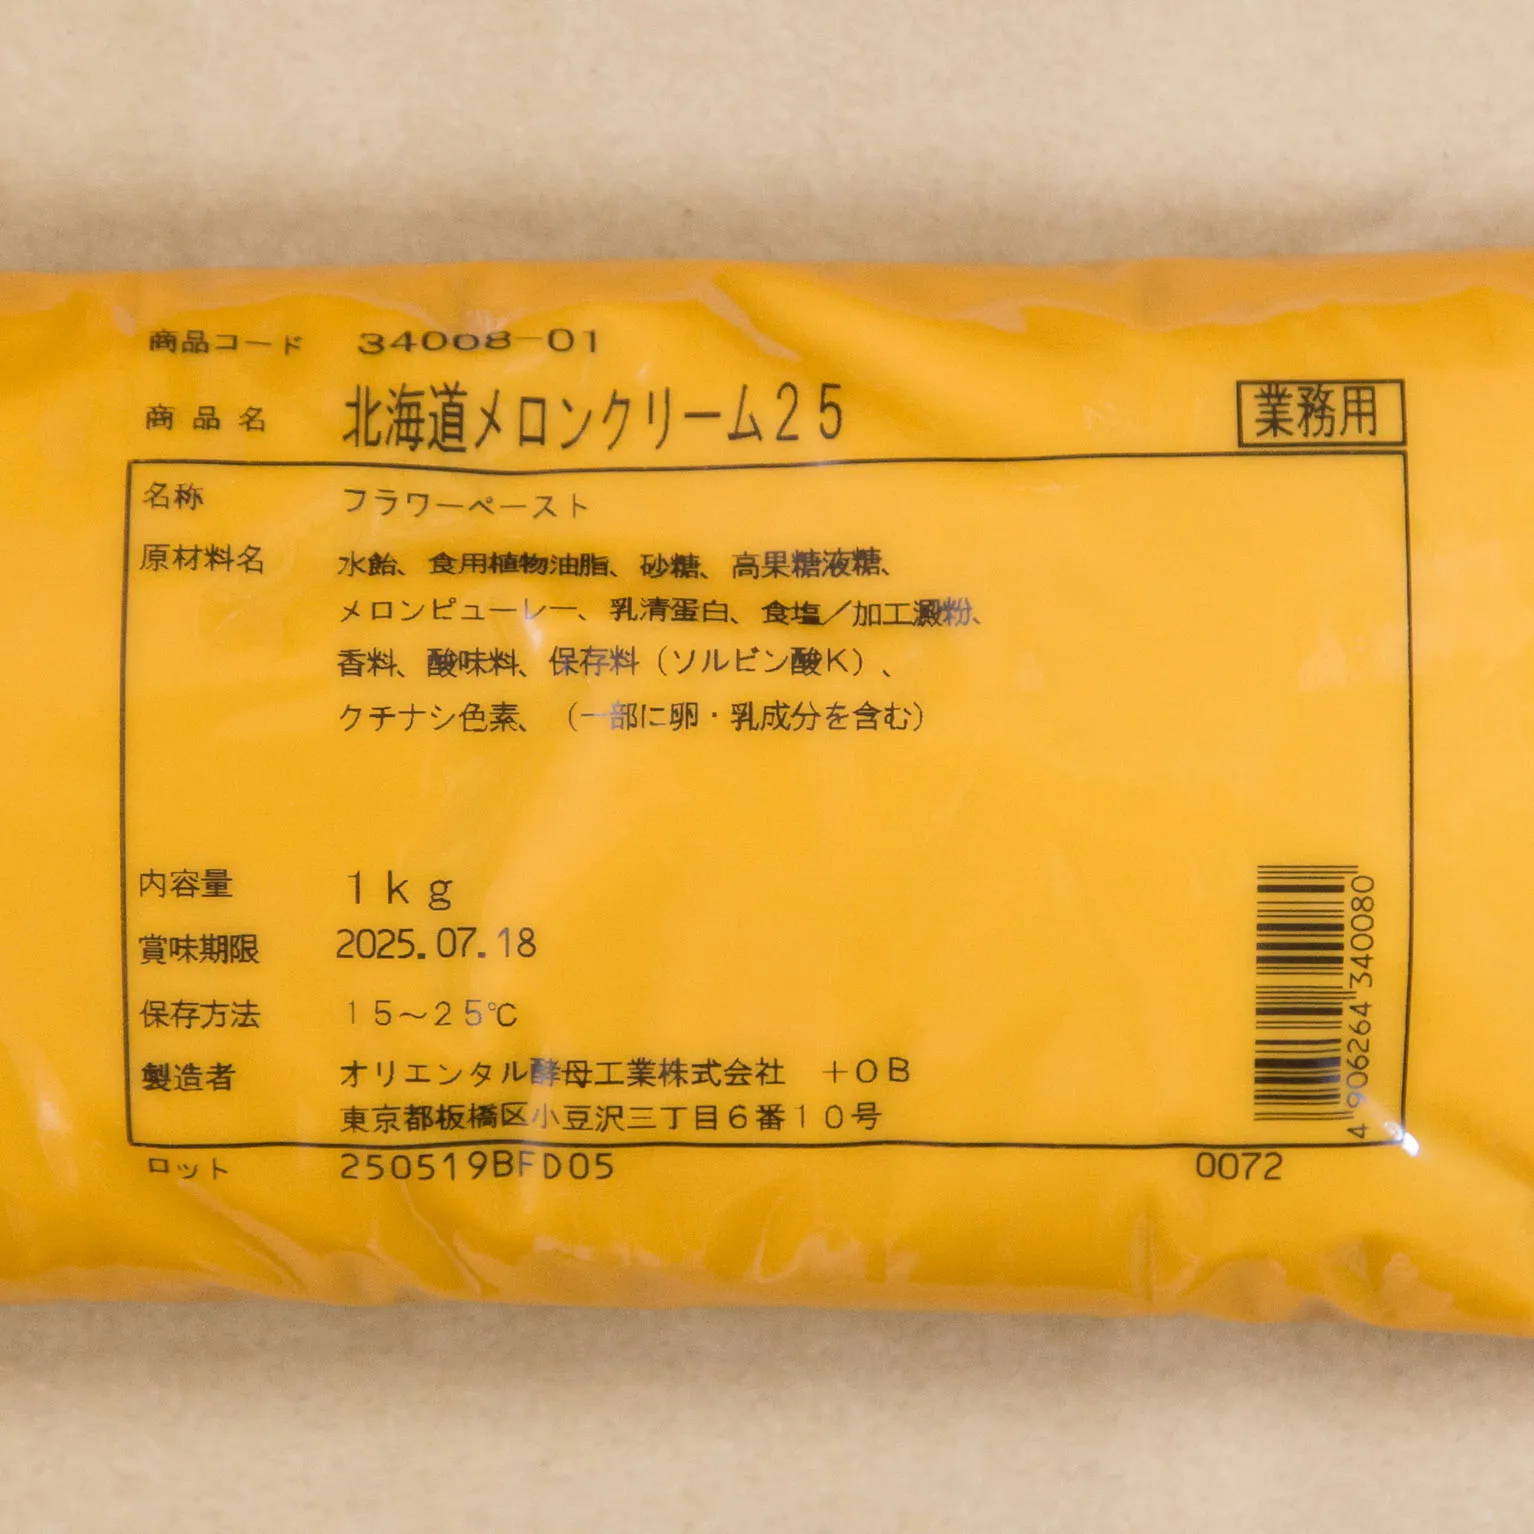 商品コード 34008-01
商品名 北海道メロンクリーム25
業務用
名称 フラワーペースト
原材料名 水飴、食用植物油脂、砂糖、高果糖液糖、
メロンピューレー、乳清蛋白、食塩／加工澱粉、
香料、酸味料、保存料（ソルビン酸K）、
クチナシ色素、（一部に卵・乳成分を含む）
内容量 1kg
賞味期限 2025.07.18
保存方法 15～25℃
製造者 オリエンタル酵母工業株式会社 +OB
東京都板橋区小豆沢三丁目6番10号
4906264340080
ロット 250519BFD05 0072